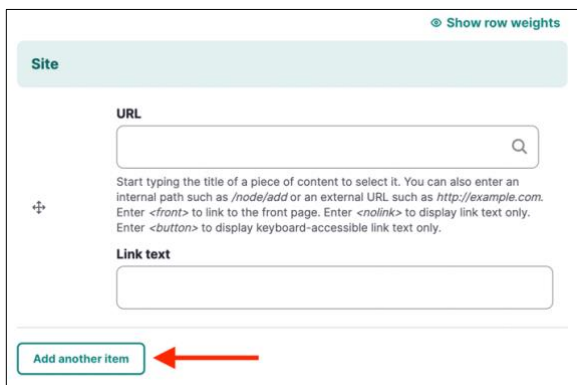 Show row weights
Site
URL
Start typing the title of a piece of content to select it. You can also enter an
internal path such as /node/add or an external URL such as http://example.com.
Enter <front> to link to the front page. Enter <nolink> to display link text only.
Enter <button> to display keyboard-accessible link text only.
Link text
Add another item